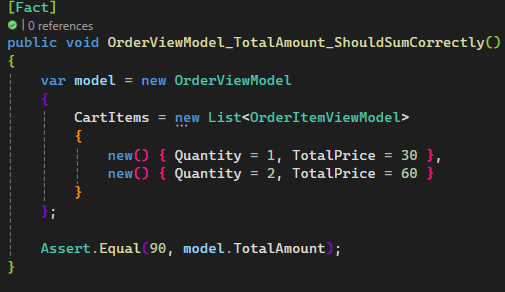 [Fact]
0 references
public void OrderViewModel_TotalAmount_ShouldSumCorrectly()
{
    var model = new OrderViewModel
    {
        CartItems = new List<OrderItemViewModel>
        {
            new() { Quantity = 1, TotalPrice = 30 },
            new() { Quantity = 2, TotalPrice = 60 }
        }
    };
    Assert.Equal(90, model.TotalAmount);
}